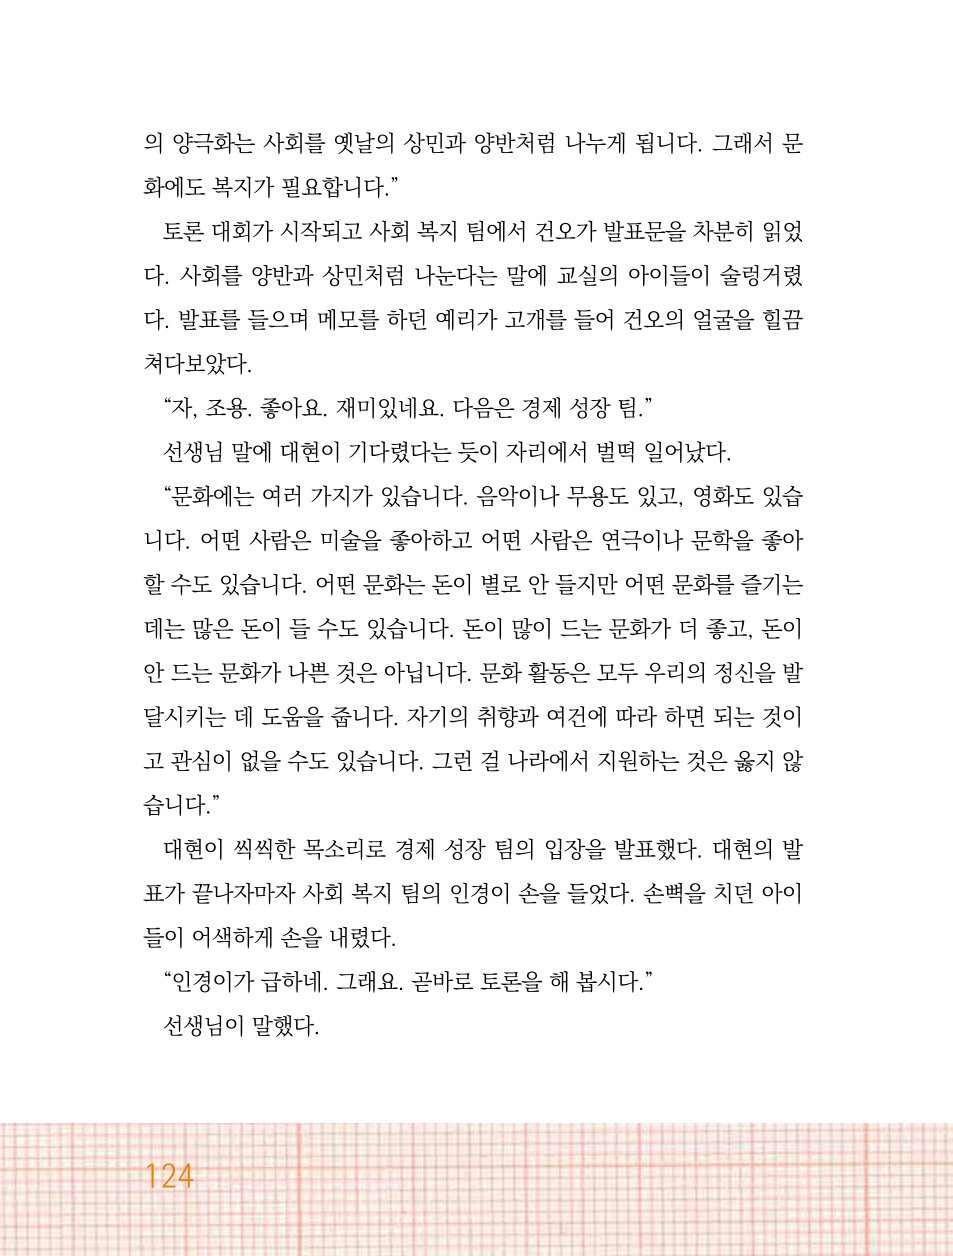 의 양극화는 사회를 옛날의 상민과 양반처럼 나누게 됩니다. 그래서 문
화에도 복지가 필요합니다.”
토론 대회가 시작되고 사회 복지 팀에서 건오가 발표문을 차분히 읽었
다. 사회를 양반과 상민처럼 나눈다는 말에 교실의 아이들이 술렁거렸
다. 발표를 들으며 메모를 하던 예리가 고개를 들어 건오의 얼굴을 힐끔
쳐다보았다.
“자, 조용. 좋아요. 재미있네요. 다음은 경제 성장 팀.”
선생님 말에 대현이 기다렸다는 듯이 자리에서 벌떡 일어났다.
“문화에는 여러 가지가 있습니다. 음악이나 무용도 있고, 영화도 있습
니다. 어떤 사람은 미술을 좋아하고 어떤 사람은 연극이나 문학을 좋아
할 수도 있습니다. 어떤 문화는 돈이 별로 안 들지만 어떤 문화를 즐기는
데는 많은 돈이 들 수도 있습니다. 돈이 많이 드는 문화가 더 좋고, 돈이
안 드는 문화가 나쁜 것은 아닙니다. 문화 활동은 모두 우리의 정신을 발
달시키는 데 도움을 줍니다. 자기의 취향과 여건에 따라 하면 되는 것이
고 관심이 없을 수도 있습니다. 그런 걸 나라에서 지원하는 것은 옳지 않
습니다.”
대현이 씩씩한 목소리로 경제 성장 팀의 입장을 발표했다. 대현의 발
표가 끝나자마자 사회 복지 팀의 인경이 손을 들었다. 손뼉을 치던 아이
들이 어색하게 손을 내렸다.
“인경이가 급하네. 그래요. 곧바로 토론을 해 봅시다.”
선생님이 말했다.
124